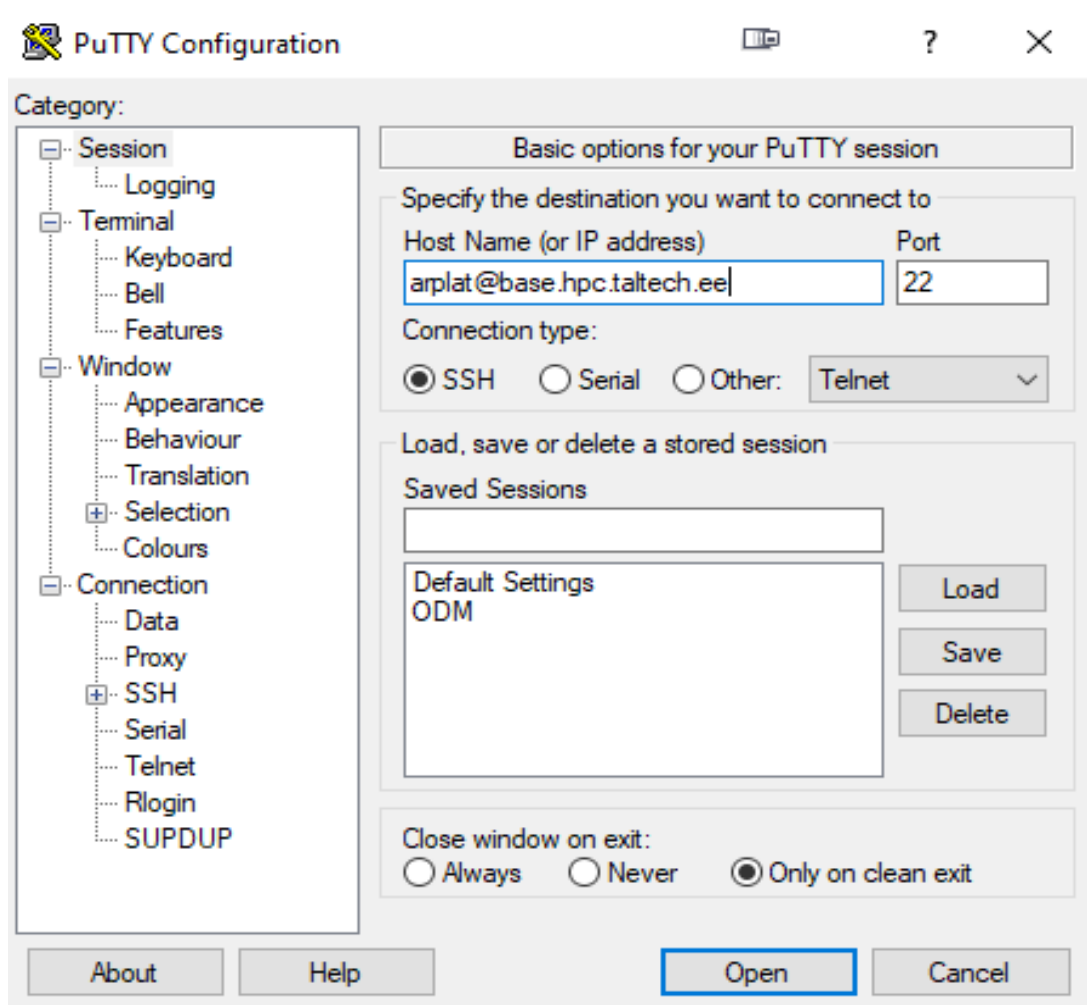 PuTTY Configuration
?
Category:
Session
Logging
Terminal
Keyboard
Bell
Features
Window
Appearance
Behaviour
Translation
Selection
Colours
Connection
Data
Proxy
SSH
Serial
Telnet
Rlogin
SUPDUP
Basic options for your PuTTY session
Specify the destination you want to connect to
Host Name (or IP address) Port
arplat@base.hpc.taltech.ee 22
Connection type:
SSH Serial Other: Telnet
Load, save or delete a stored session
Saved Sessions
Default Settings
ODM
Load
Save
Delete
Close window on exit:
Always Never Only on clean exit
About Help Open Cancel